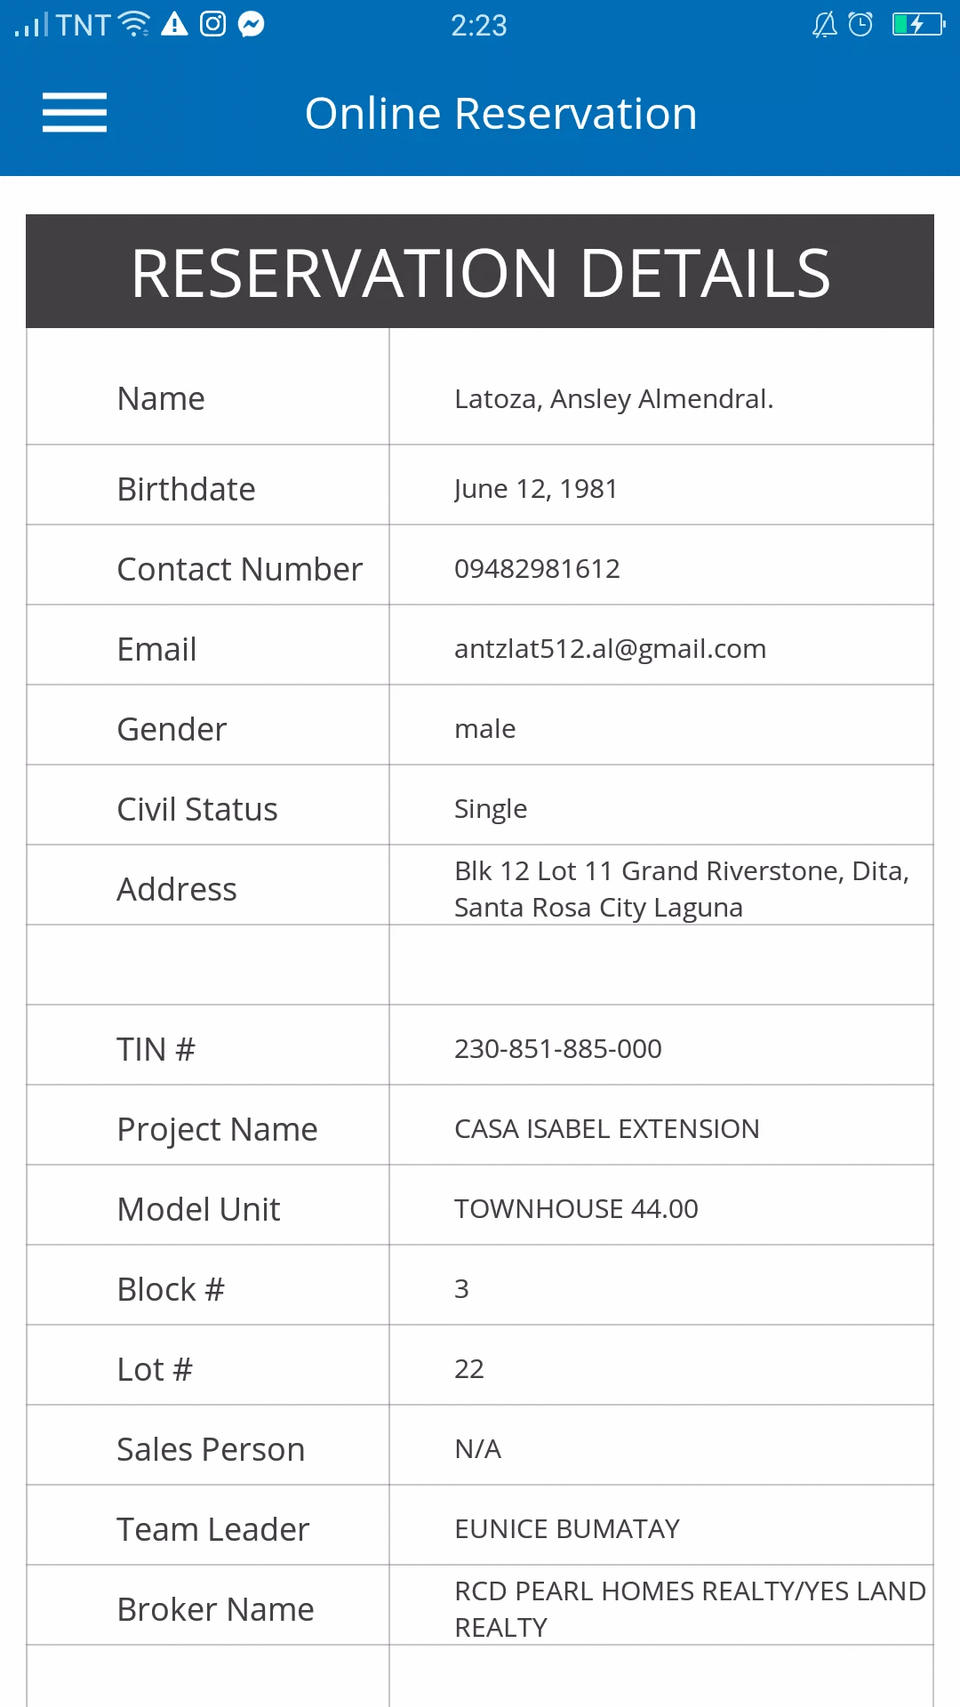 TNT
2:23
Online Reservation
RESERVATION DETAILS
Name Latoza, Ansley Almendral.
Birthdate June 12, 1981
Contact Number 09482981612
Email antzlat512.al@gmail.com
Gender male
Civil Status Single
Address Blk 12 Lot 11 Grand Riverstone, Dita,
Santa Rosa City Laguna
TIN # 230-851-885-000
Project Name CASA ISABEL EXTENSION
Model Unit TOWNHOUSE 44.00
Block # 3
Lot # 22
Sales Person N/A
Team Leader EUNICE BUMATAY
Broker Name RCD PEARL HOMES REALTY/YES LAND
REALTY